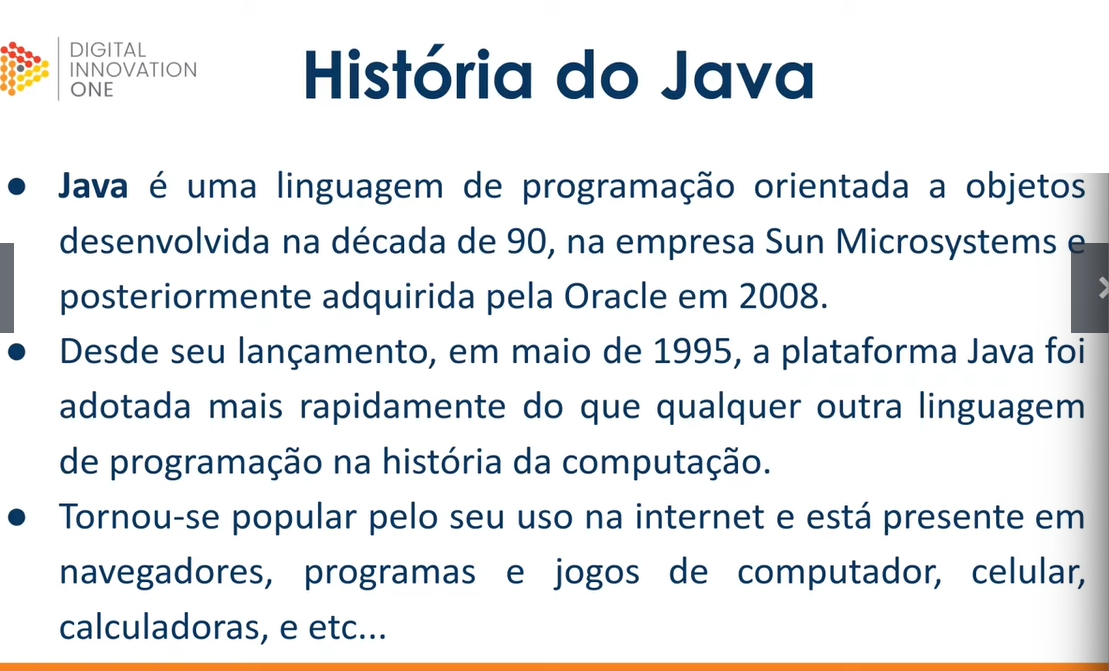 DIGITAL
INNOVATION
ONE
História do Java
● Java é uma linguagem de programação orientada a objetos
desenvolvida na década de 90, na empresa Sun Microsystems e
posteriormente adquirida pela Oracle em 2008.
● Desde seu lançamento, em maio de 1995, a plataforma Java foi
adotada mais rapidamente do que qualquer outra linguagem
de programação na história da computação.
● Tornou-se popular pelo seu uso na internet e está presente em
navegadores, programas e jogos de computador, celular,
calculadoras, e etc...